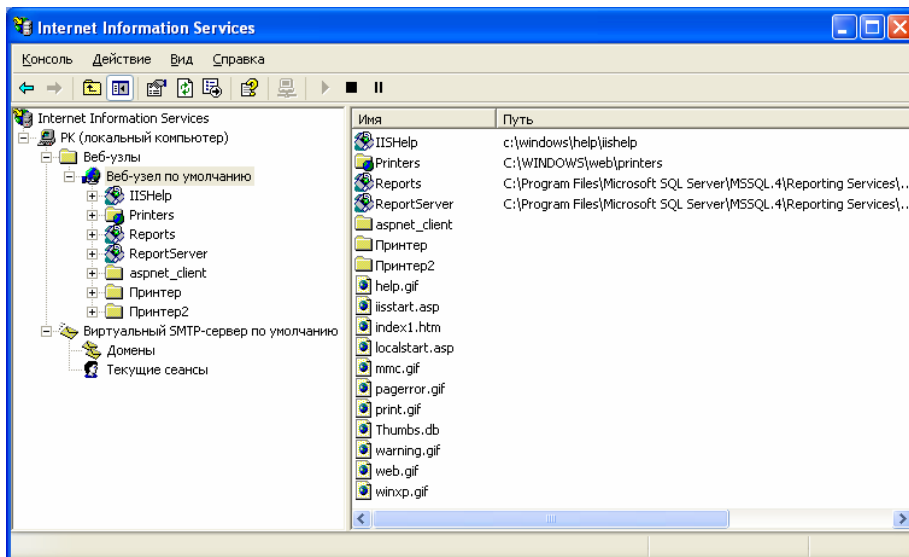 Internet Information Services
Консоль Действие Вид Справка
Internet Information Services
РК (локальный компьютер)
Веб-узлы
Веб-узел по умолчанию
IISHelp
Printers
Reports
ReportServer
aspnet_client
Принтер
Принтер2
Виртуальный SMTP-сервер по умолчанию
Домены
Текущие сеансы
Имя Путь
IISHelp c:\windows\help\iishelp
Printers C:\WINDOWS\web\printers
Reports C:\Program Files\Microsoft SQL Server\MSSQL.4\Reporting Services\...
ReportServer C:\Program Files\Microsoft SQL Server\MSSQL.4\Reporting Services\...
aspnet_client
Принтер
Принтер2
help.gif
iisstart.asp
index1.htm
localstart.asp
mmc.gif
pagerror.gif
print.gif
Thumbs.db
warning.gif
web.gif
winxp.gif